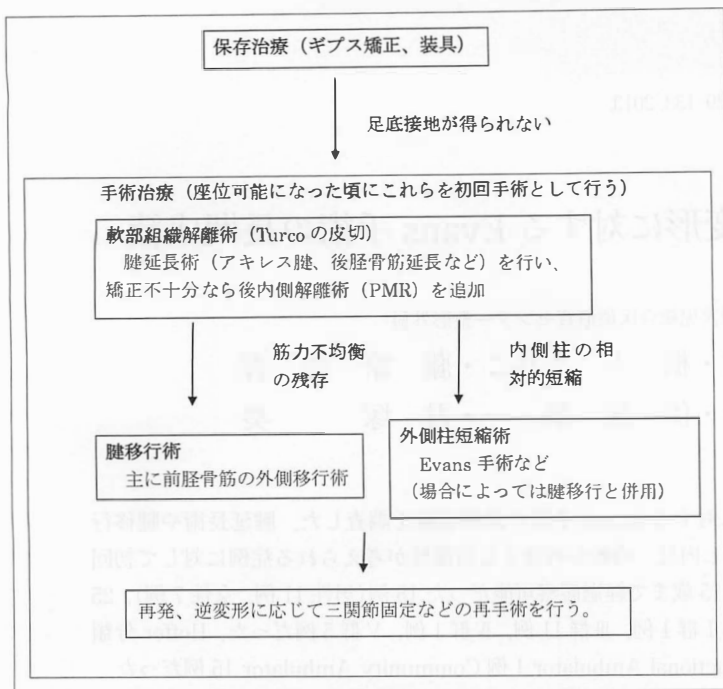 保存治療（ギプス矯正、装具）
足底接地が得られない
手術治療（座位可能になった頃にこれらを初回手術として行う）
軟部組織解離術（Turcoの皮切）
腱延長術（アキレス腱、後脛骨筋延長など）を行い、
矯正不十分なら後内側解離術（PMR）を追加
筋力不均衡
の残存
内側柱の相
対的短縮
腱移行術
主に前脛骨筋の外側移行術
外側柱短縮術
Evans 手術など
（場合によっては腱移行と併用）
再発、逆変形に応じて三関節固定などの再手術を行う。